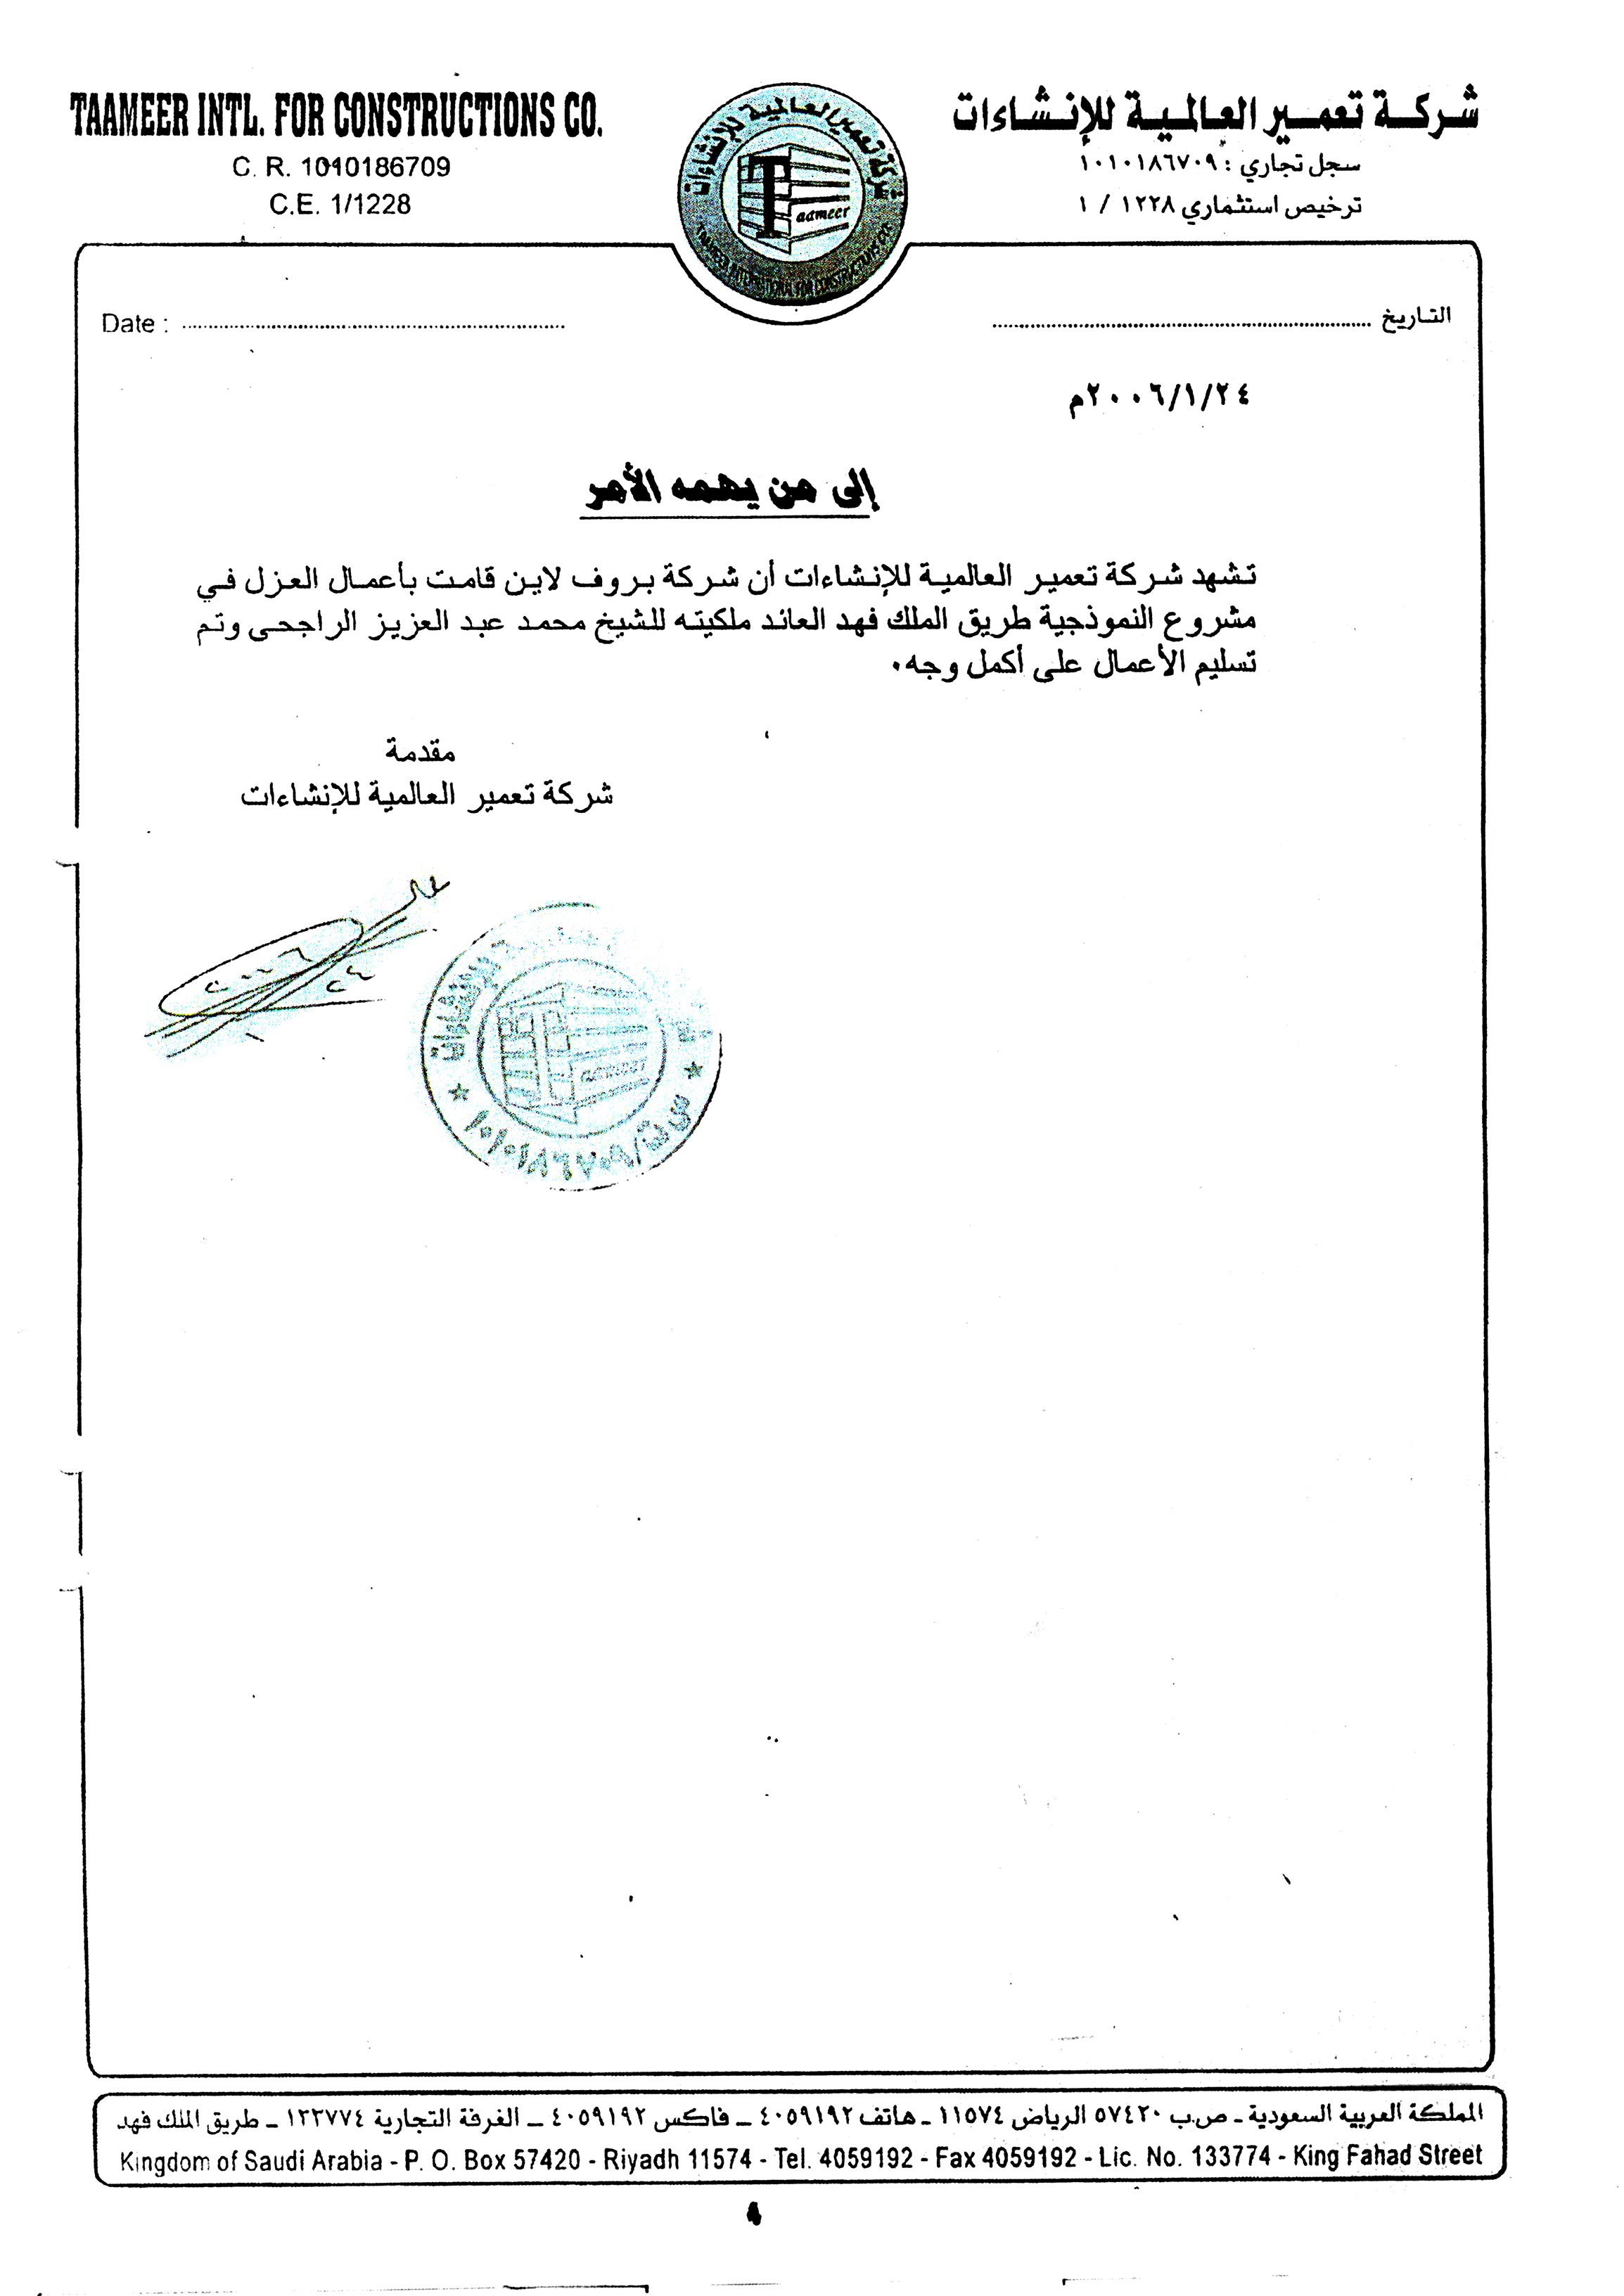 TAAMEER INTL. FOR CONSTRUCTIONS CO.
C. R. 1010186709
C.E. 1/1228
شركة تعمير العالمية للإنشاءات
سجل تجاري : ١٠١٠١٨٦٧٠٩
ترخيص استثماري ١٢٢٨ / ١
شركة تعمير العالمية للإنشاءات
Taameer
TAAMEER INTERNATIONAL FOR CONSTRUCTIONS CO.
Date :
التاريخ
٢٠٠٦/١/٢٤م
إلى من يهمه الأمر
تشهد شركة تعمير العالمية للإنشاءات أن شركة بروف لاين قامت بأعمال العزل في
مشروع النموذجية طريق الملك فهد العائد ملكيته للشيخ محمد عبد العزيز الراجحى وتم
تسليم الأعمال على أكمل وجه.
مقدمة
شركة تعمير العالمية للإنشاءات
للإنشاءات
Taameer
س.ت/١٠١٠١٨٦٧٠٩
المملكة العربية السعودية - ص.ب ٥٧٤٢٠ الرياض ١١٥٧٤ - هاتف ٤٠٥٩١٩٢ - فاكس ٤٠٥٩١٩٢ - الغرفة التجارية ١٣٣٧٧٤ - طريق الملك فهد
Kingdom of Saudi Arabia - P. O. Box 57420 - Riyadh 11574 - Tel. 4059192 - Fax 4059192 - Lic. No. 133774 - King Fahad Street